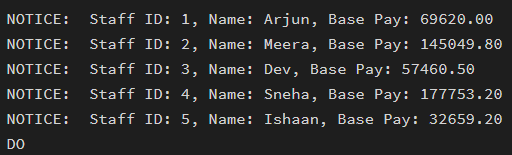 NOTICE:  Staff ID: 1, Name: Arjun, Base Pay: 69620.00
NOTICE:  Staff ID: 2, Name: Meera, Base Pay: 145049.80
NOTICE:  Staff ID: 3, Name: Dev, Base Pay: 57460.50
NOTICE:  Staff ID: 4, Name: Sneha, Base Pay: 177753.20
NOTICE:  Staff ID: 5, Name: Ishaan, Base Pay: 32659.20
DO